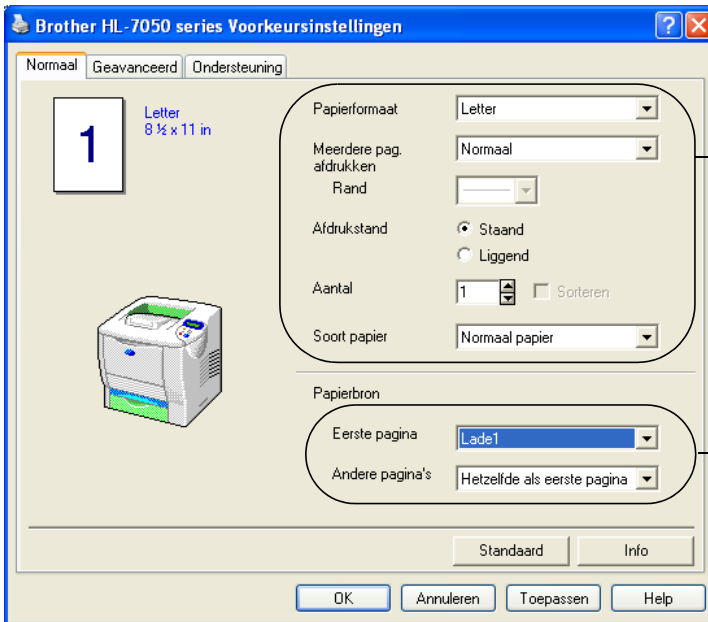 Brother HL-7050 series Voorkeursinstellingen
Normaal Geavanceerd Ondersteuning
1
Letter
8 ½ x 11 in
Papierformaat Letter
Meerdere pag. afdrukken Normaal
Rand
Afdrukstand Staand
Liggend
Aantal 1 Sorteren
Soort papier Normaal papier
Papierbron
Eerste pagina Lade1
Andere pagina's Hetzelfde als eerste pagina
Standaard Info
OK Annuleren Toepassen Help